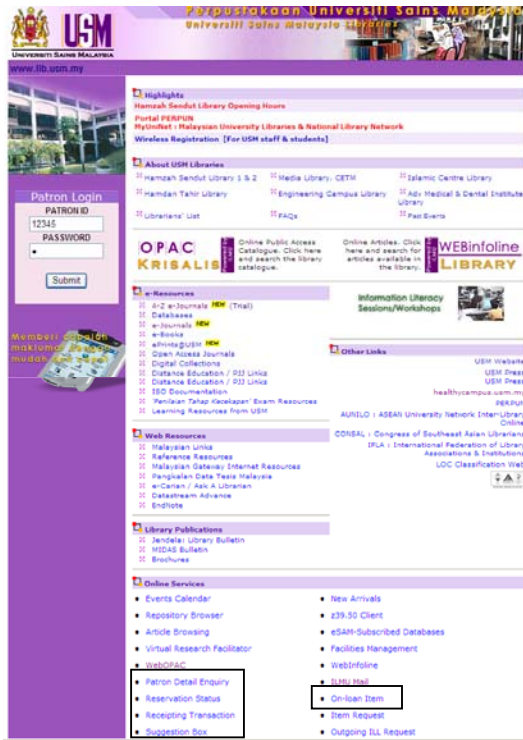 Perpustakaan Universiti Sains Malaysia
Universiti Sains Malaysia Libraries
USM
UNIVERSITI SAINS MALAYSIA
www.lib.usm.my
Highlights
Hamzah Sendut Library Opening Hours
Portal PERPUN
MyUniNet : Malaysian University Libraries & National Library Network
Wireless Registration [For USM staff & students]
About USM Libraries
Hamzah Sendut Library 1 & 2
Media Library, CETM
Islamic Centre Library
Hamdan Tahir Library
Engineering Campus Library
Adv Medical & Dental Institute Library
Librarians' List
FAQs
Past Events
Patron Login
PATRON ID
12345
PASSWORD
Submit
Memberi capaian
maklumat dengan
mudah dan cepat
OPAC
KRISALIS
Online Public Access
Catalogue. Click here
and search the library
catalogue.
Online Articles. Click
here and search for
articles available in
the library.
WEBinfoline
LIBRARY
e-Resources
A-Z e-Journals NEW (Trial)
Databases
e-Journals NEW
e-Books
ePrints@USM NEW
Open Access Journals
Digital Collections
Distance Education / PJJ Links
Distance Education / PJJ Links
ISO Documentation
'Penilaian Tahap Kecekapan' Exam Resources
Learning Resources from USM
Information Literacy
Sessions/Workshops
Other Links
USM Website
USM Press
USM Press
healthycampus.usm.my
PERPUN
AUNILO : ASEAN University Network Inter-Library
Online
CONSAL : Congress of Southeast Asian Librarians
IFLA : International Federation of Library
Associations & Institutions
LOC Classification Web
Web Resources
Malaysian Links
Reference Resources
Malaysian Gateway Internet Resources
Pangkalan Data Tesis Malaysia
e-Carian / Ask A Librarian
Datastream Advance
EndNote
Library Publications
Jendela: Library Bulletin
MIDAS Bulletin
Brochures
Online Services
Events Calendar
New Arrivals
Repository Browser
z39.50 Client
Article Browsing
eSAM-Subscribed Databases
Virtual Research Facilitator
Facilities Management
WebOPAC
WebInfoline
Patron Detail Enquiry
ILMU Mail
Reservation Status
On-loan Item
Receipting Transaction
Item Request
Suggestion Box
Outgoing ILL Request